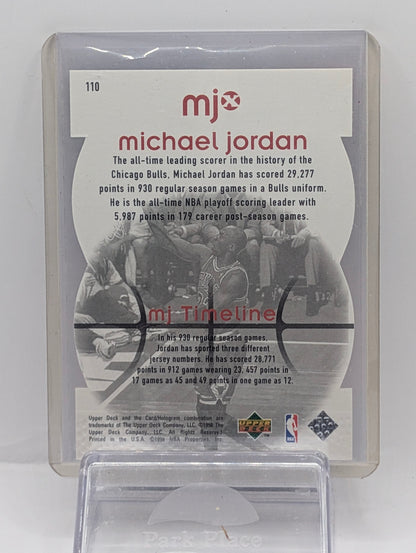 110
mjx
michael jordan
The all-time leading scorer in the history of the
Chicago Bulls, Michael Jordan has scored 29,277
points in 930 regular season games in a Bulls uniform.
He is the all-time NBA playoff scoring leader with
5,987 points in 179 career post-season games.
mj Timeline
In his 930 regular season games,
Jordan has sported three different
jersey numbers. He has scored 28,771
points in 912 games wearing 23, 457 points in
17 games as 45 and 49 points in one game as 12.
Upper Deck and the Card/Hologram combination are
trademarks of The Upper Deck Company, LLC. ©1998 The
Upper Deck Company, LLC. All Rights Reserved.
Printed in the U.S.A. ©1998 NBA Properties, Inc.
UPPER
DECK
NBA
Park Place